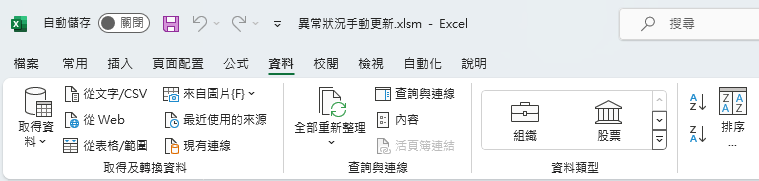 自動儲存 關閉 異常狀況手動更新.xlsm - Excel 搜尋
檔案 常用 插入 頁面配置 公式 資料 校閱 檢視 自動化 說明
取得資料
從文字/CSV
從 Web
從表格/範圍
來自圖片{F}
最近使用的來源
現有連線
取得及轉換資料
全部重新整理
查詢與連線
內容
活頁簿連結
查詢與連線
組織
股票
資料類型
A
Z
Z
A
Z A
A Z
排序
...